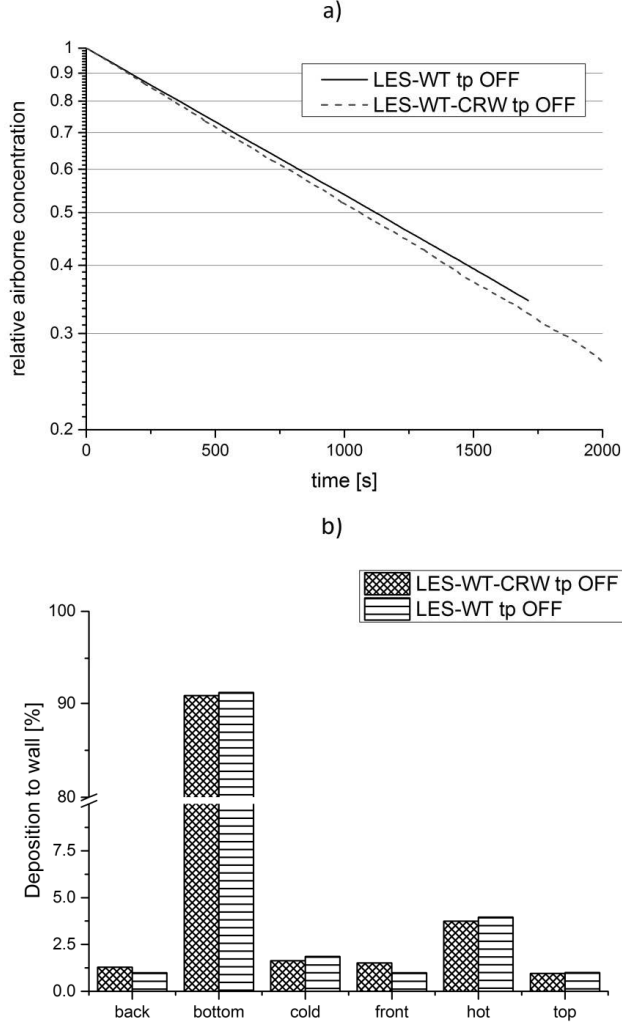 a)
LES-WT tp OFF
LES-WT-CRW tp OFF
relative airborne concentration
1
0.9
0.8
0.7
0.6
0.5
0.4
0.3
0.2
0 500 1000 1500 2000
time [s]
b)
LES-WT-CRW tp OFF
LES-WT tp OFF
Deposition to wall [%]
100
90
80
7.5
5.0
2.5
0.0
back bottom cold front hot top